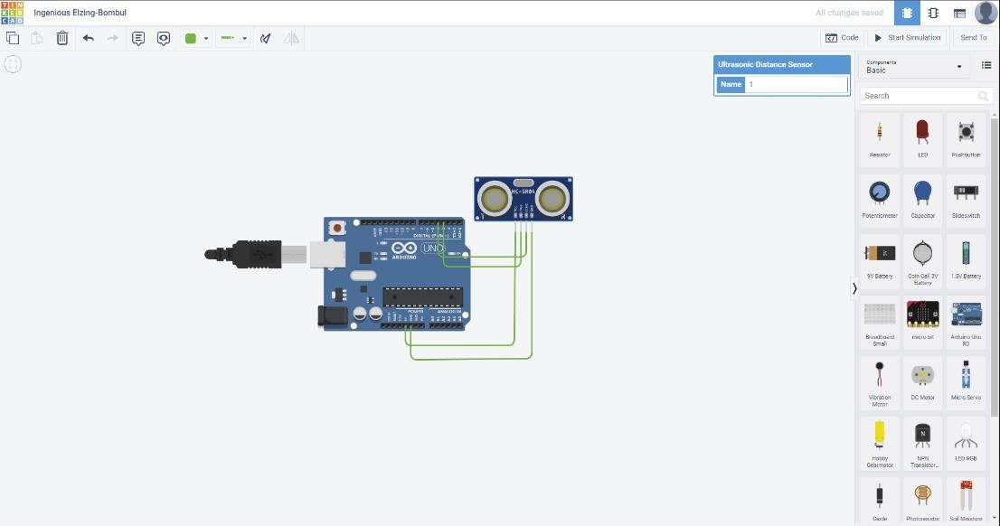 TIN
KER
CAD
Ingenious Elzing-Bombul
All changes saved
Code
Start Simulation
Send To
Ultrasonic Distance Sensor
Name 1
Components
Basic
Search
Resistor
LED
Pushbutton
Potentiometer
Capacitor
Slideswitch
9V Battery
Coin Cell 3V
Battery
1.5V Battery
Breadboard
Small
micro:bit
Arduino Uno
R3
Vibration
Motor
DC Motor
Micro Servo
Hobby
Gearmotor
NPN
Transistor...
LED RGB
Diode
Photoresistor
Soil Moisture
HC-SR04
DIGITAL (PWM~)
UNO
ARDUINO
POWER
ANALOG IN
N